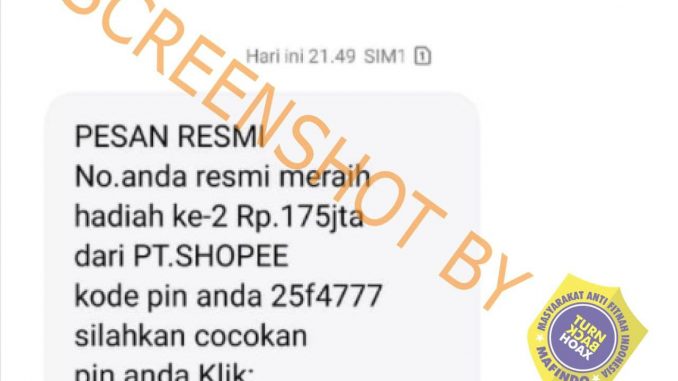 Hari ini 21.49 SIM1 1
PESAN RESMI
No.anda resmi meraih
hadiah ke-2 Rp.175jta
dari PT.SHOPEE
kode pin anda 25f4777
silahkan cocokan
pin anda Klik:
SCREENSHOT BY
MASYARAKAT ANTI FITNAH INDONESIA
TURN
BACK
HOAX
MAFINDO